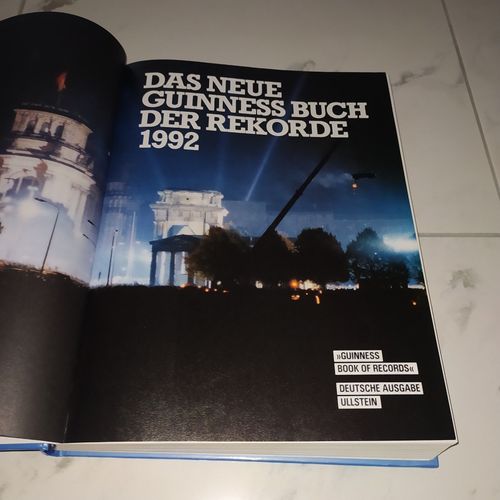 DAS NEUE
GUINNESS BUCH
DER REKORDE
1992
»GUINNESS
BOOK OF RECORDS«
DEUTSCHE AUSGABE
ULLSTEIN